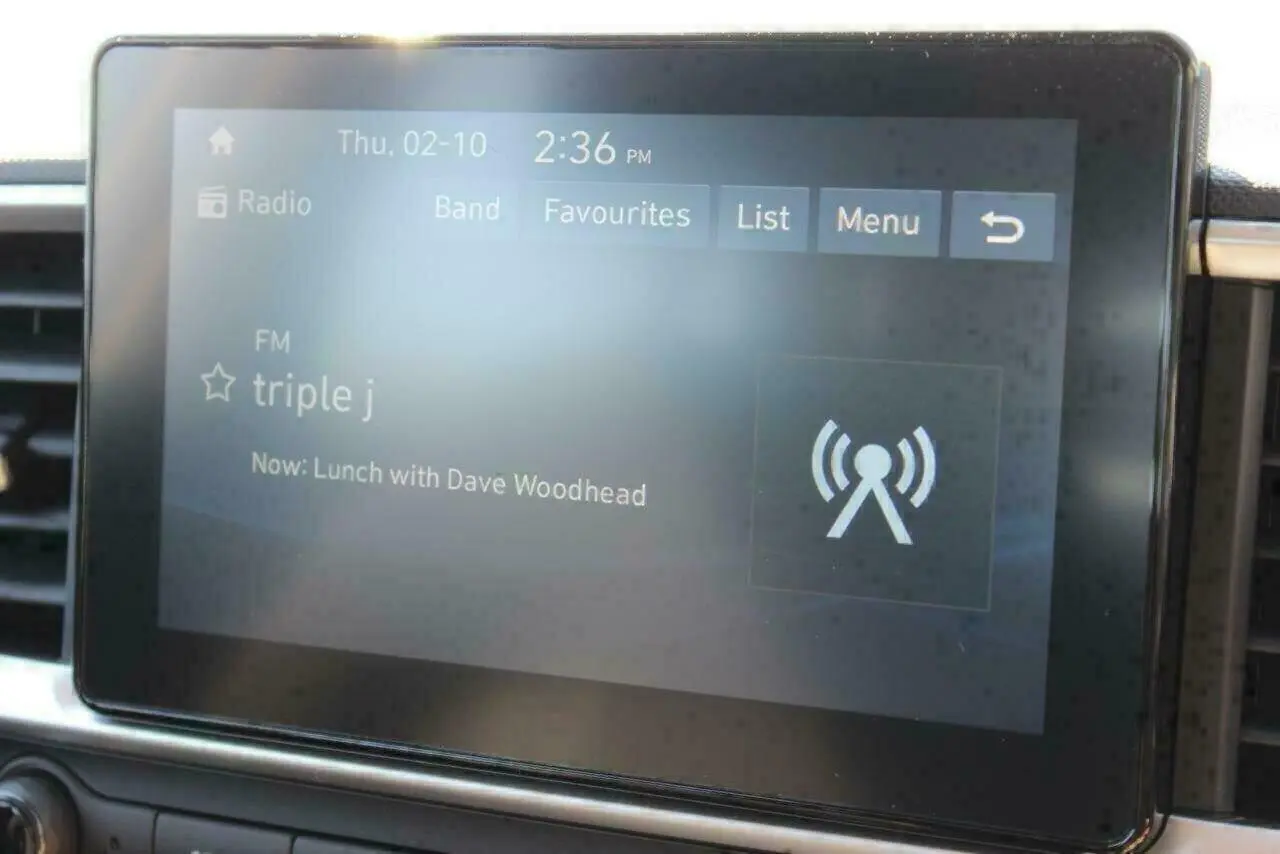 Thu, 02-10 2:36 PM
Radio Band Favourites List Menu
FM
triple j
Now: Lunch with Dave Woodhead